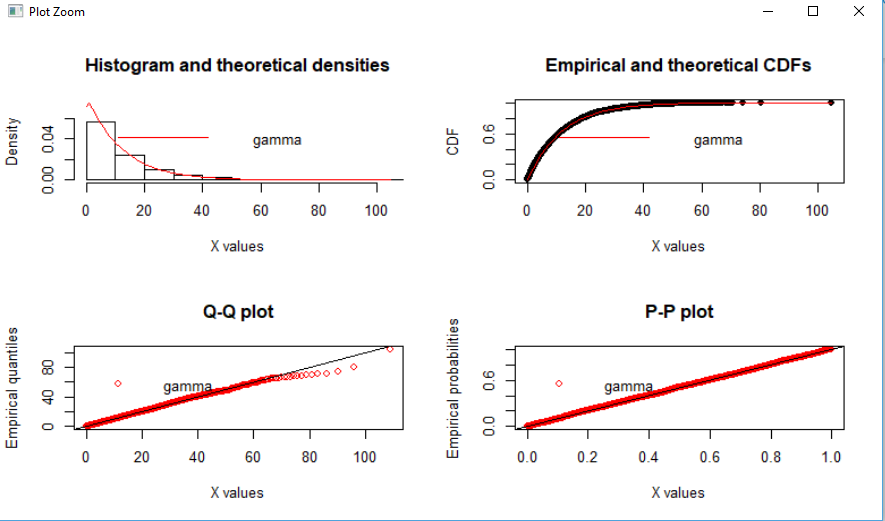 Plot Zoom
Histogram and theoretical densities
Density
0.00 0.04
gamma
0 20 40 60 80 100
X values
Empirical and theoretical CDFs
CDF
0.0 0.6
gamma
0 20 40 60 80 100
X values
Q-Q plot
Empirical quantiles
0 40 80
gamma
0 20 40 60 80 100
X values
P-P plot
Empirical probabilities
0.0 0.6
gamma
0.0 0.2 0.4 0.6 0.8 1.0
X values